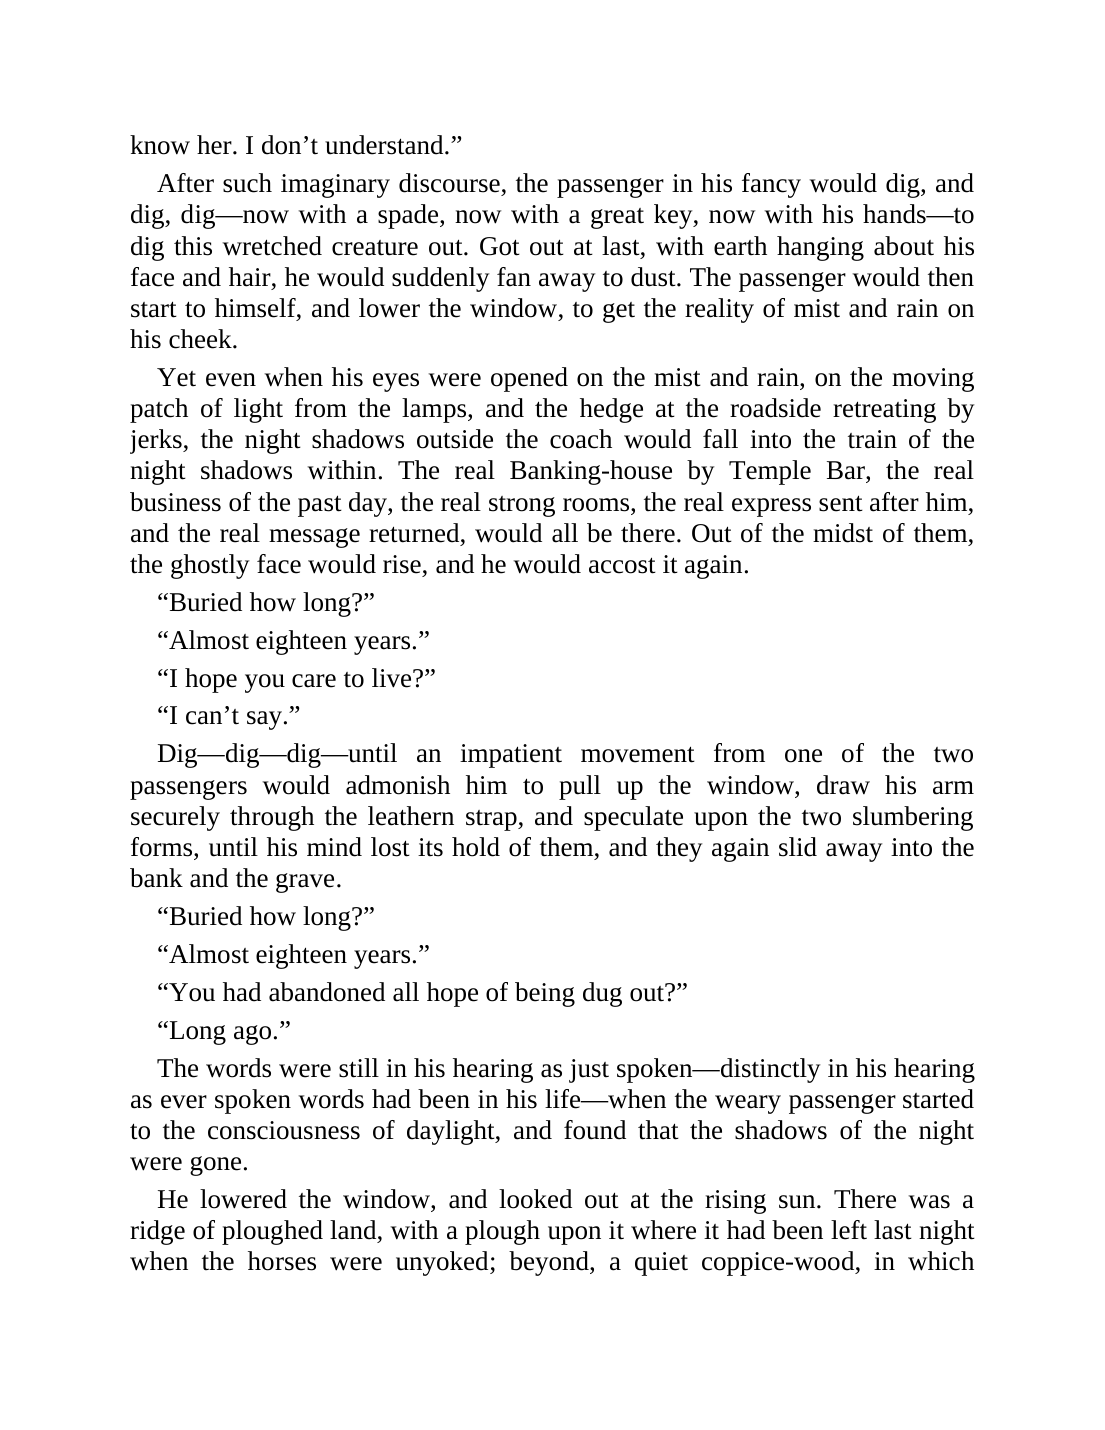 know her. I don’t understand.”
After such imaginary discourse, the passenger in his fancy would dig, and
dig, dig—now with a spade, now with a great key, now with his hands—to
dig this wretched creature out. Got out at last, with earth hanging about his
face and hair, he would suddenly fan away to dust. The passenger would then
start to himself, and lower the window, to get the reality of mist and rain on
his cheek.
Yet even when his eyes were opened on the mist and rain, on the moving
patch of light from the lamps, and the hedge at the roadside retreating by
jerks, the night shadows outside the coach would fall into the train of the
night shadows within. The real Banking-house by Temple Bar, the real
business of the past day, the real strong rooms, the real express sent after him,
and the real message returned, would all be there. Out of the midst of them,
the ghostly face would rise, and he would accost it again.
“Buried how long?”
“Almost eighteen years.”
“I hope you care to live?”
“I can’t say.”
Dig—dig—dig—until an impatient movement from one of the two
passengers would admonish him to pull up the window, draw his arm
securely through the leathern strap, and speculate upon the two slumbering
forms, until his mind lost its hold of them, and they again slid away into the
bank and the grave.
“Buried how long?”
“Almost eighteen years.”
“You had abandoned all hope of being dug out?”
“Long ago.”
The words were still in his hearing as just spoken—distinctly in his hearing
as ever spoken words had been in his life—when the weary passenger started
to the consciousness of daylight, and found that the shadows of the night
were gone.
He lowered the window, and looked out at the rising sun. There was a
ridge of ploughed land, with a plough upon it where it had been left last night
when the horses were unyoked; beyond, a quiet coppice-wood, in which